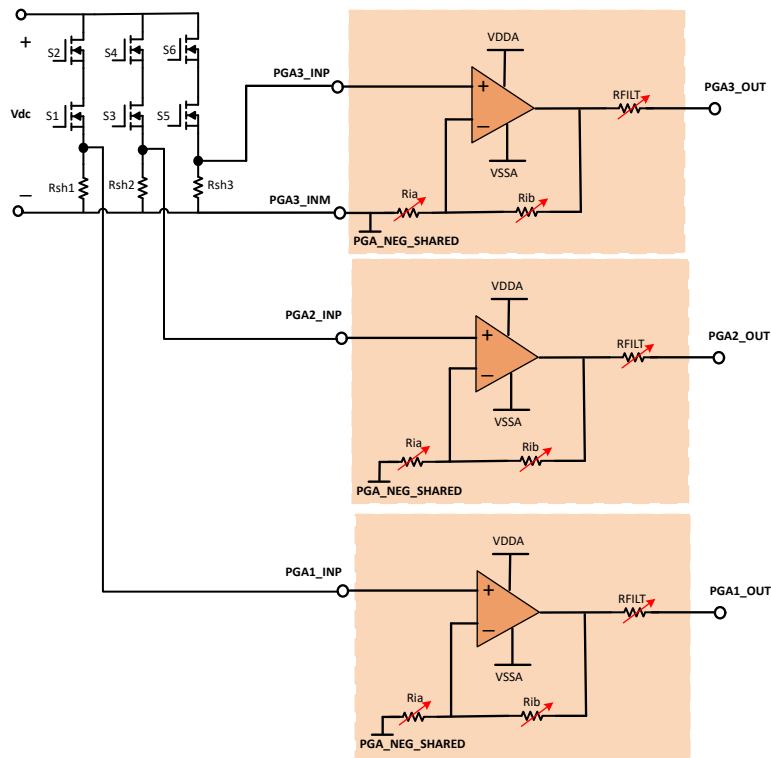 VDDA
S2
S4
S6
+
PGA3_INP
+
RFILT
PGA3_OUT
Vdc
S1
S3
S5
−
VSSA
Rsh1
Rsh2
Rsh3
−
PGA3_INM
Ria
Rib
PGA_NEG_SHARED
VDDA
PGA2_INP
+
RFILT
PGA2_OUT
−
VSSA
Ria
Rib
PGA_NEG_SHARED
VDDA
PGA1_INP
+
RFILT
PGA1_OUT
−
VSSA
Ria
Rib
PGA_NEG_SHARED